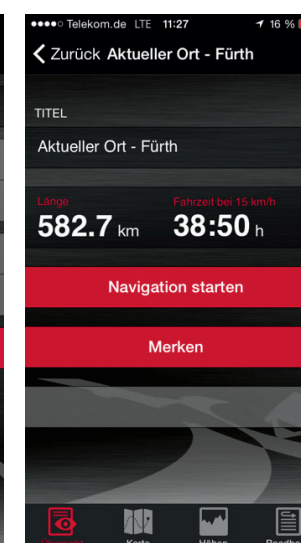 Telekom.de LTE 11:27 16 %
Zurück Aktueller Ort - Fürth
TITEL
Aktueller Ort - Fürth
Länge Fahrzeit bei 15 km/h
582.7 km 38:50 h
Navigation starten
Merken
Übersicht Karte Höhen